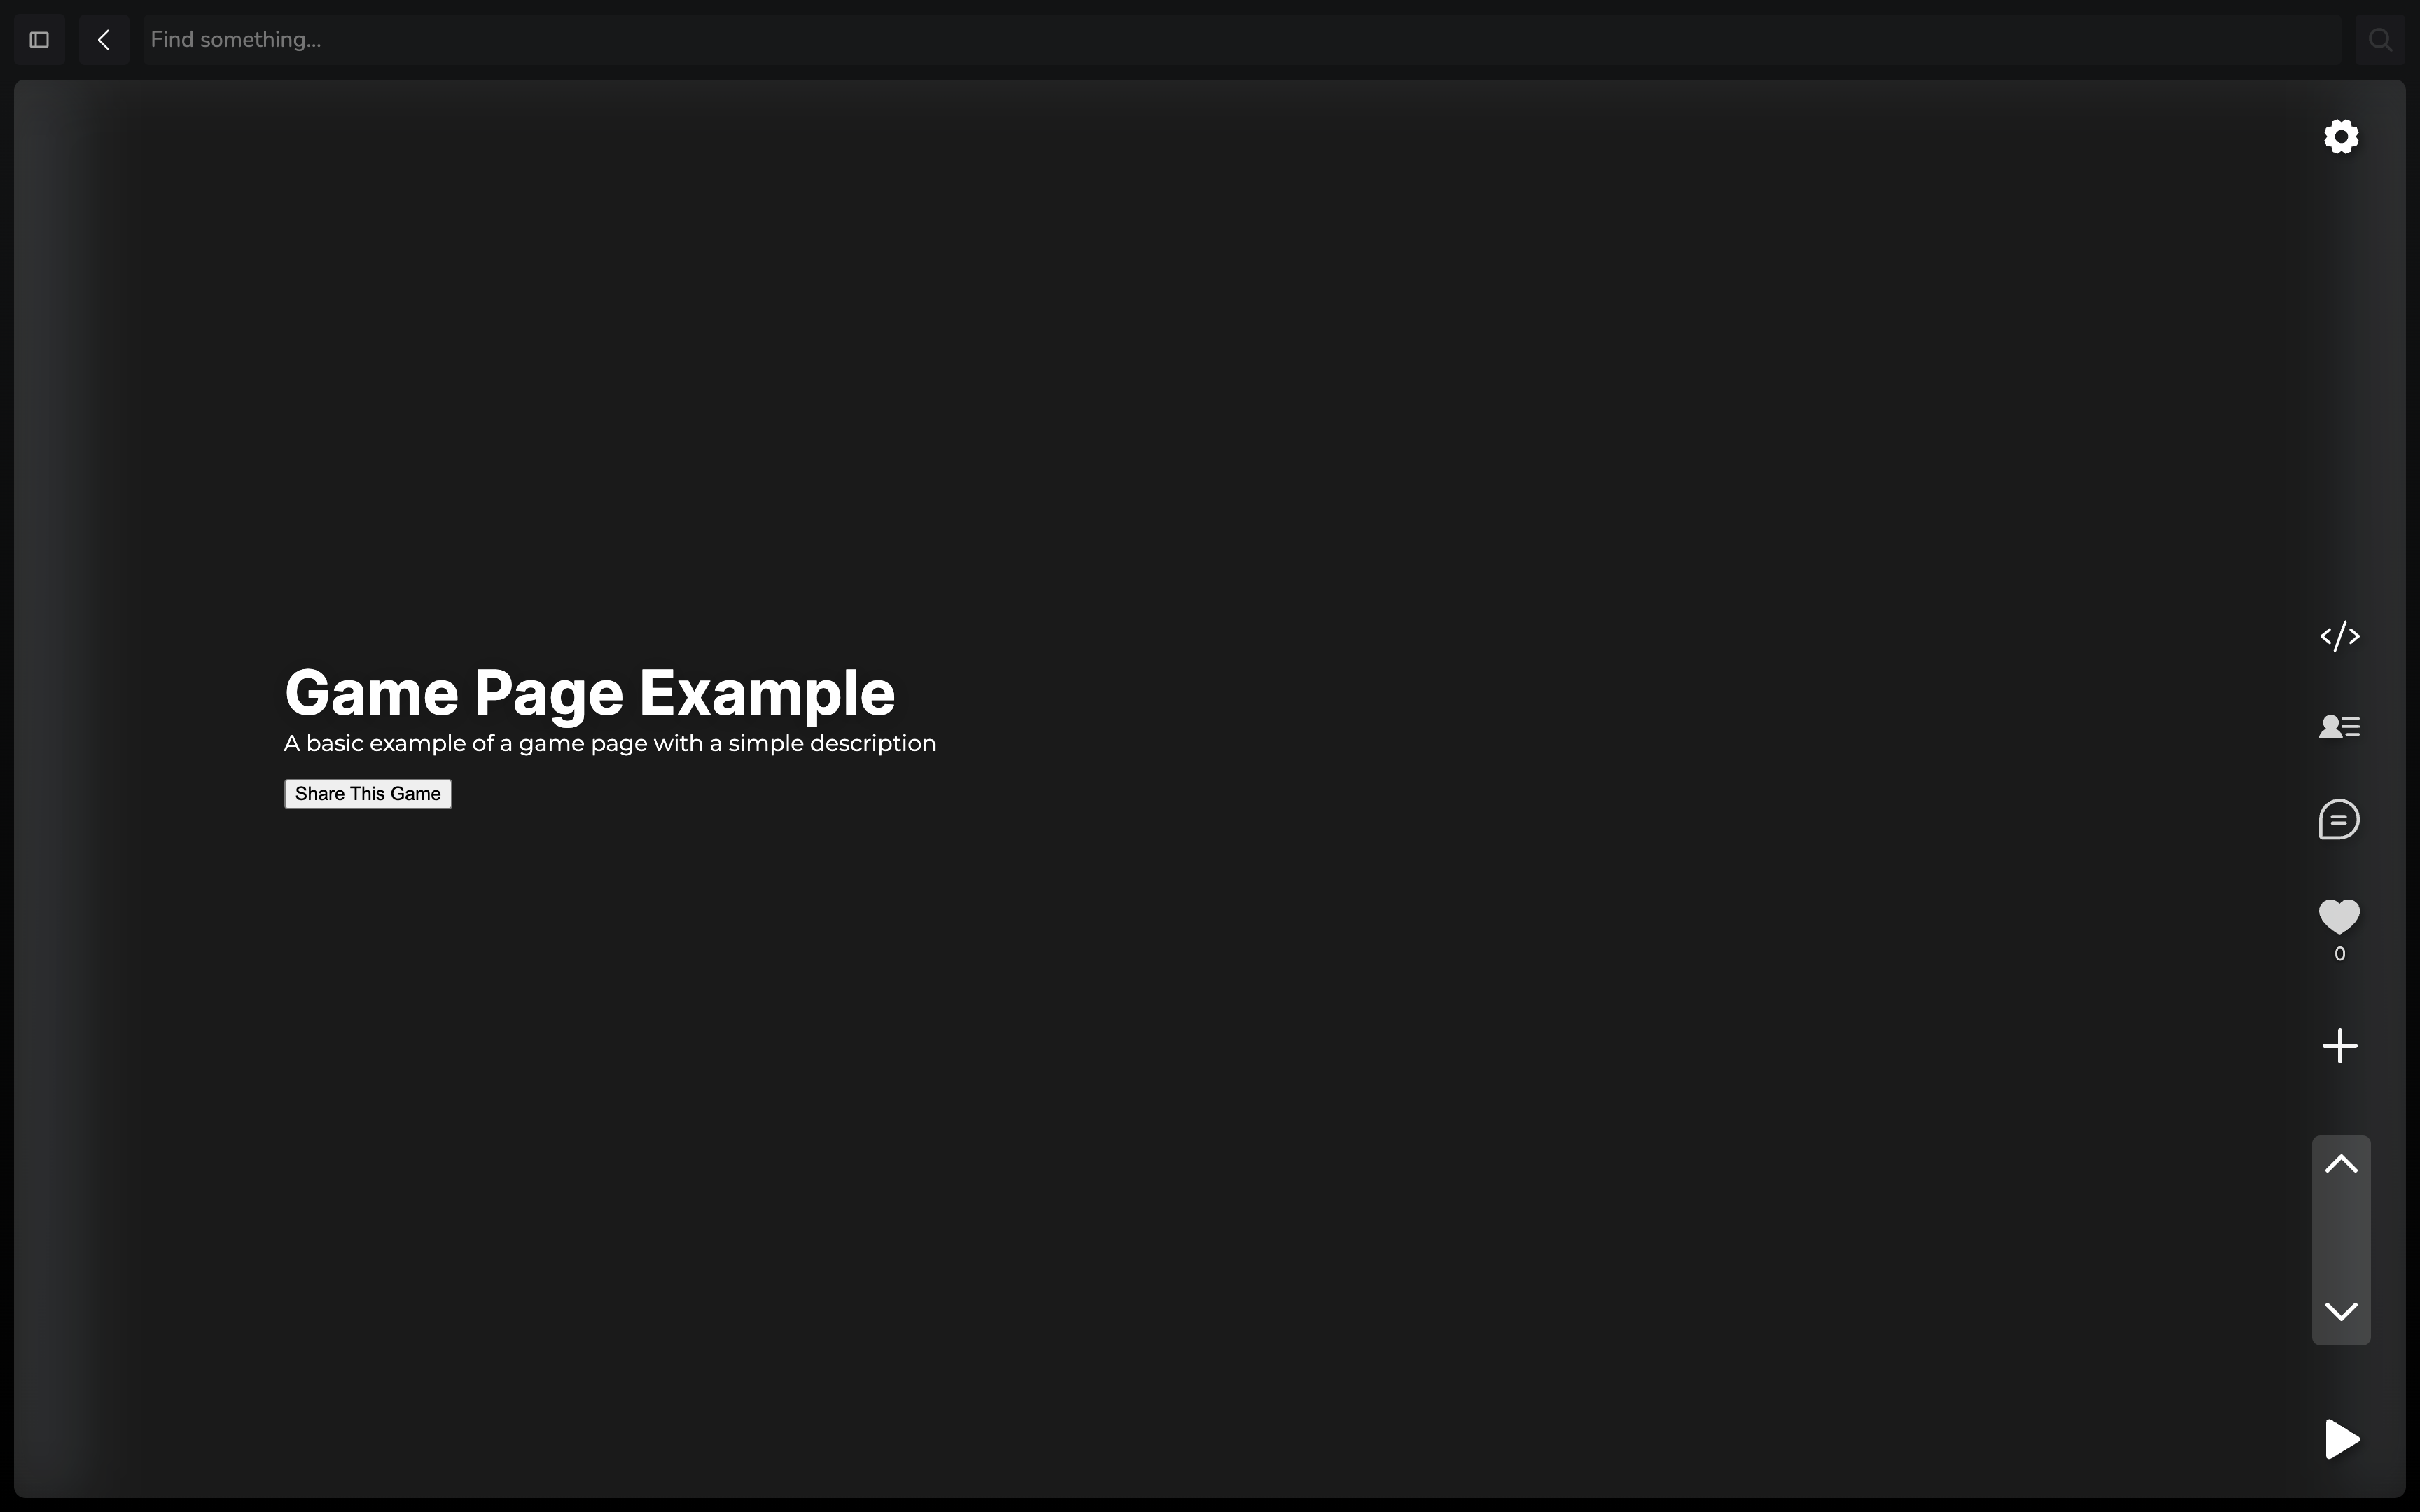 Find something...
Game Page Example
A basic example of a game page with a simple description
Share This Game
0